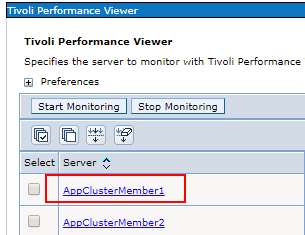 Tivoli Performance Viewer
Tivoli Performance Viewer
Specifies the server to monitor with Tivoli Performance
Preferences
Start Monitoring Stop Monitoring
Select Server
AppClusterMember1
AppClusterMember2